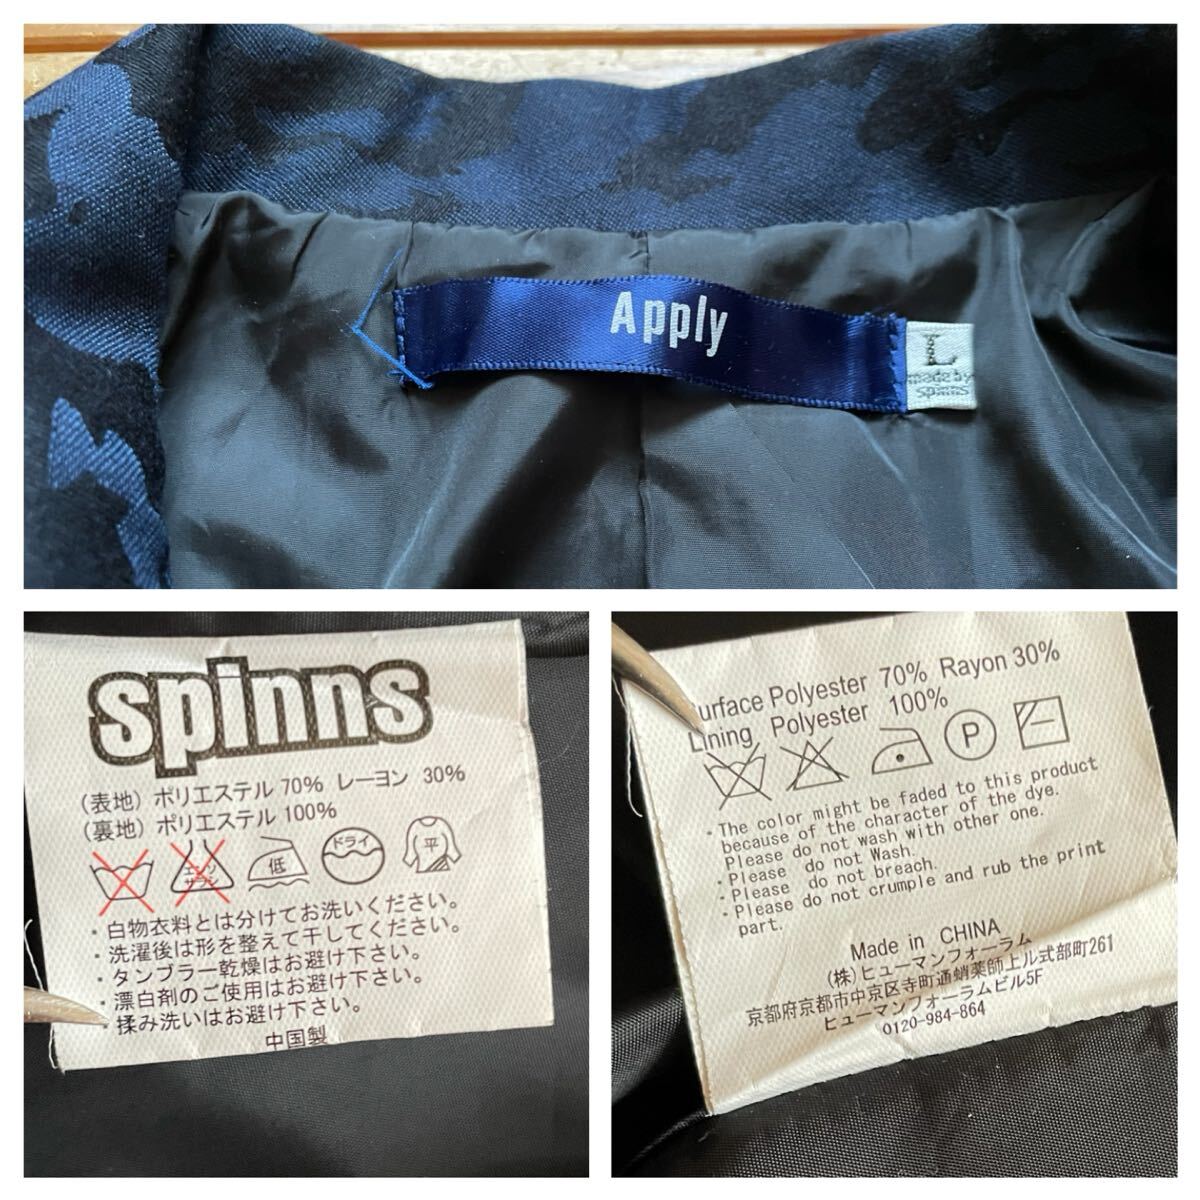 Apply
L
made by
spinns
spinns
(表地) ポリエステル 70% レーヨン 30%
(裏地) ポリエステル 100%
エンソ
サラシ
低
ドライ
平
・白物衣料とは分けてお洗いください。
・洗濯後は形を整えて干してください。
・タンブラー乾燥はお避け下さい。
・漂白剤のご使用はお避け下さい。
・揉み洗いはお避け下さい。
中国製
urface Polyester 70% Rayon 30%
Lining Polyester 100%
P
・The color might be faded to this product
because of the character of the dye.
Please do not wash with other one.
・Please do not Wash.
・Please do not breach.
・Please do not crumple and rub the print
part.
Made in CHINA
(株)ヒューマンフォーラム
京都府京都市中京区寺町通蛸薬師上ル式部町261
ヒューマンフォーラムビル5F
0120-984-864